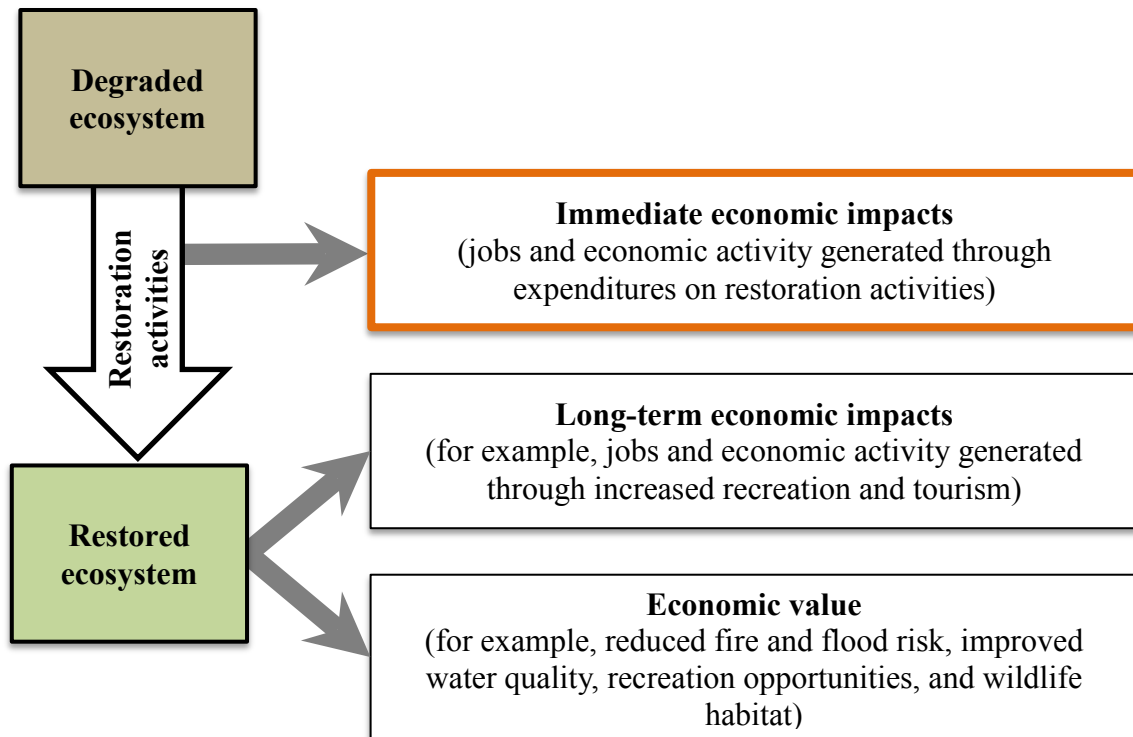 Degraded
ecosystem
Restoration
activities
Immediate economic impacts
(jobs and economic activity generated through
expenditures on restoration activities)
Long-term economic impacts
(for example, jobs and economic activity generated
through increased recreation and tourism)
Restored
ecosystem
Economic value
(for example, reduced fire and flood risk, improved
water quality, recreation opportunities, and wildlife
habitat)